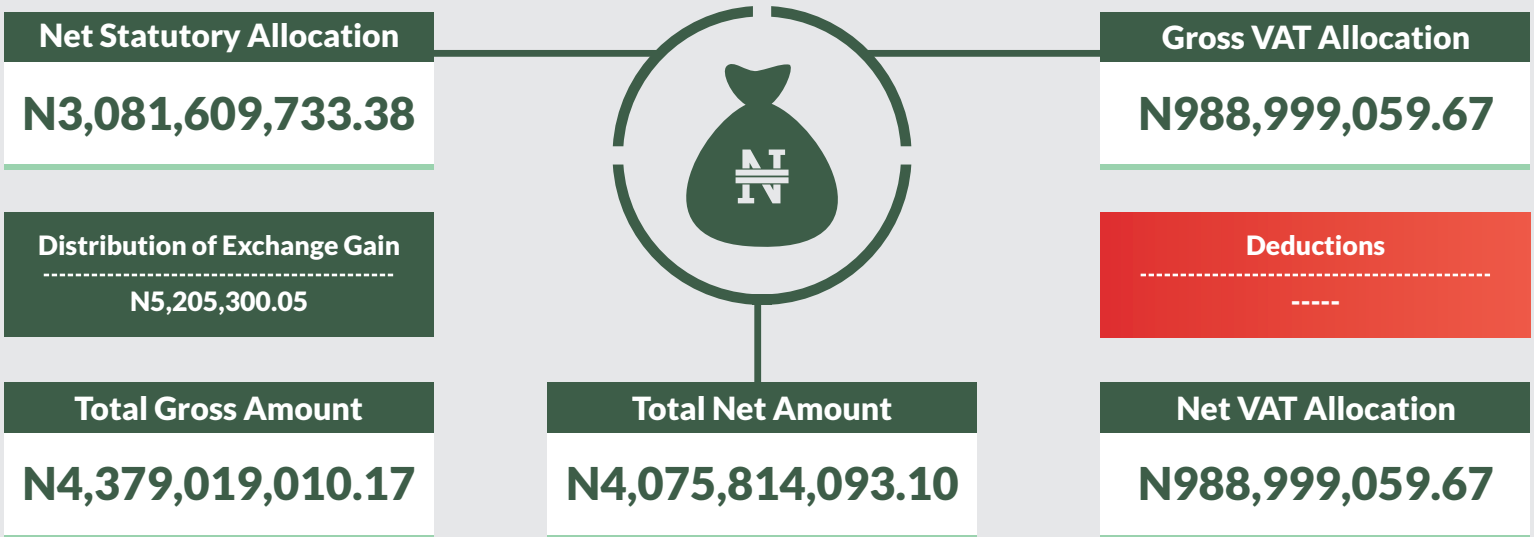 Net Statutory Allocation
N3,081,609,733.38
Gross VAT Allocation
N988,999,059.67
₦
Distribution of Exchange Gain
N5,205,300.05
Deductions
-----
Total Gross Amount
N4,379,019,010.17
Total Net Amount
N4,075,814,093.10
Net VAT Allocation
N988,999,059.67